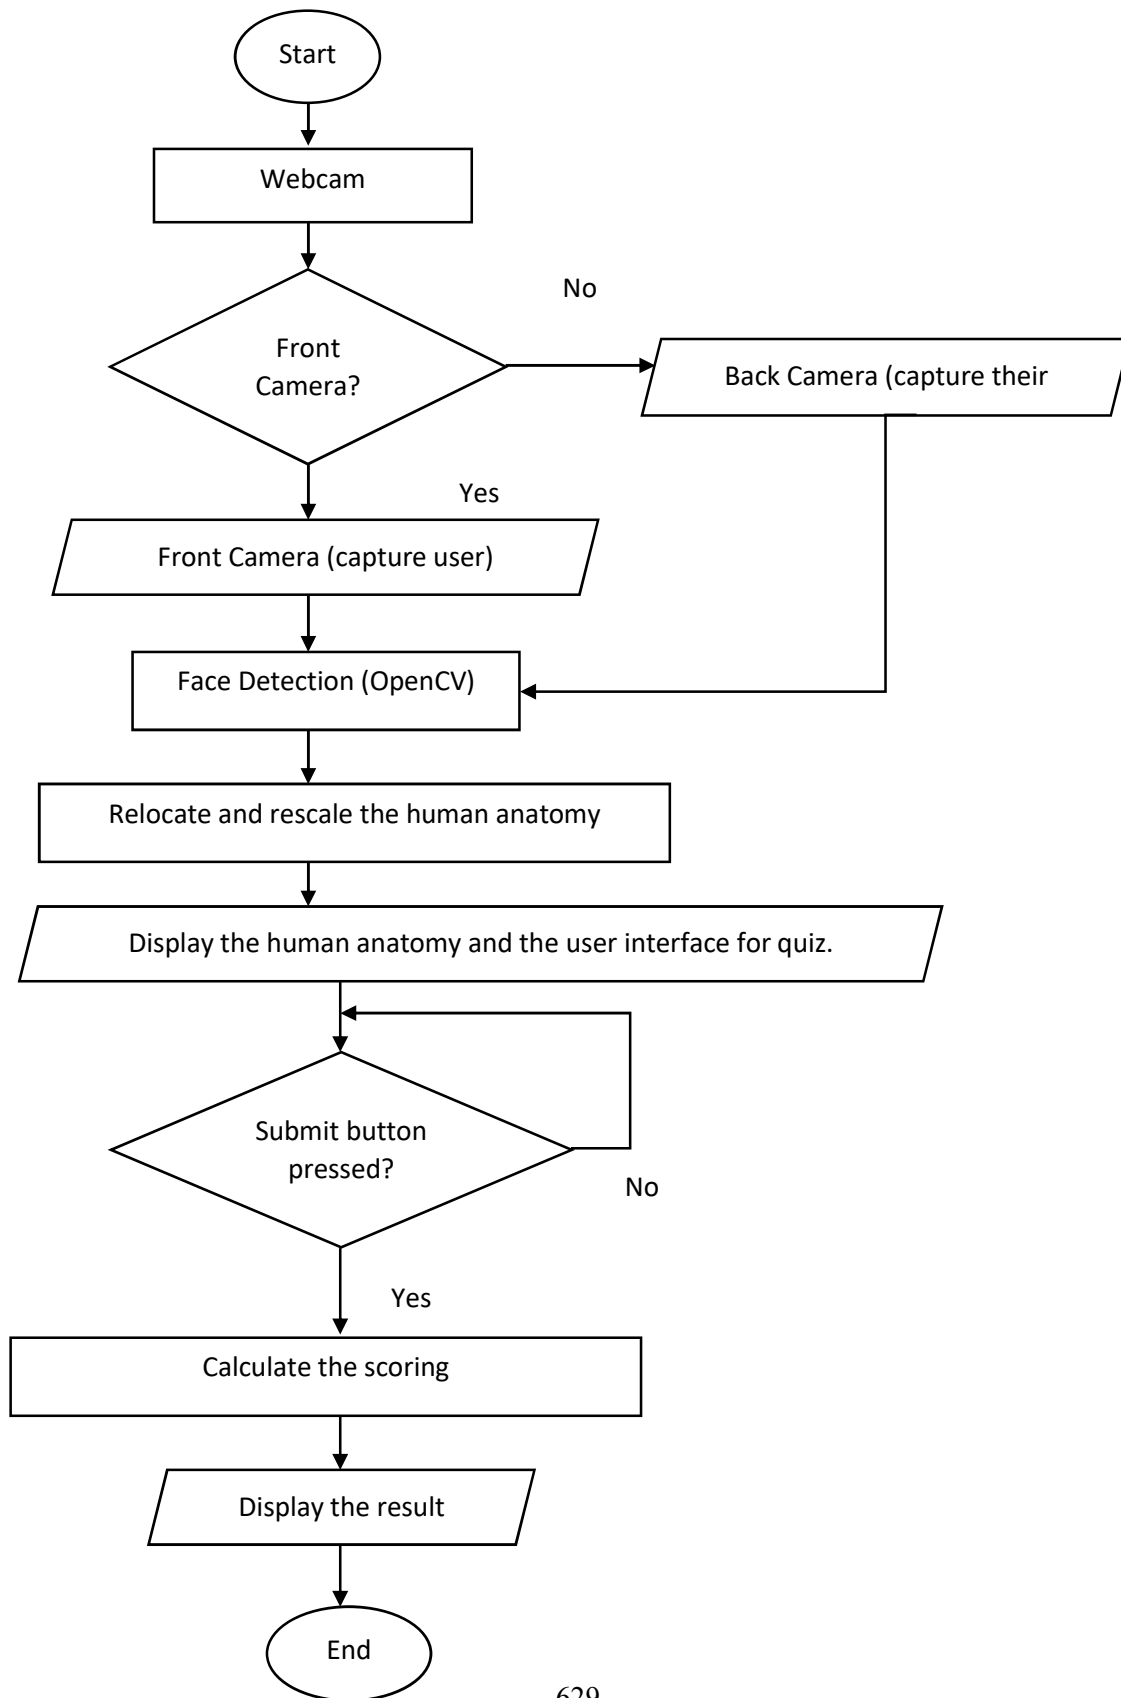 Start
Webcam
No
Front
Camera?
Back Camera (capture their
Yes
Front Camera (capture user)
Face Detection (OpenCV)
Relocate and rescale the human anatomy
Display the human anatomy and the user interface for quiz.
Submit button
pressed?
No
Yes
Calculate the scoring
Display the result
End
629